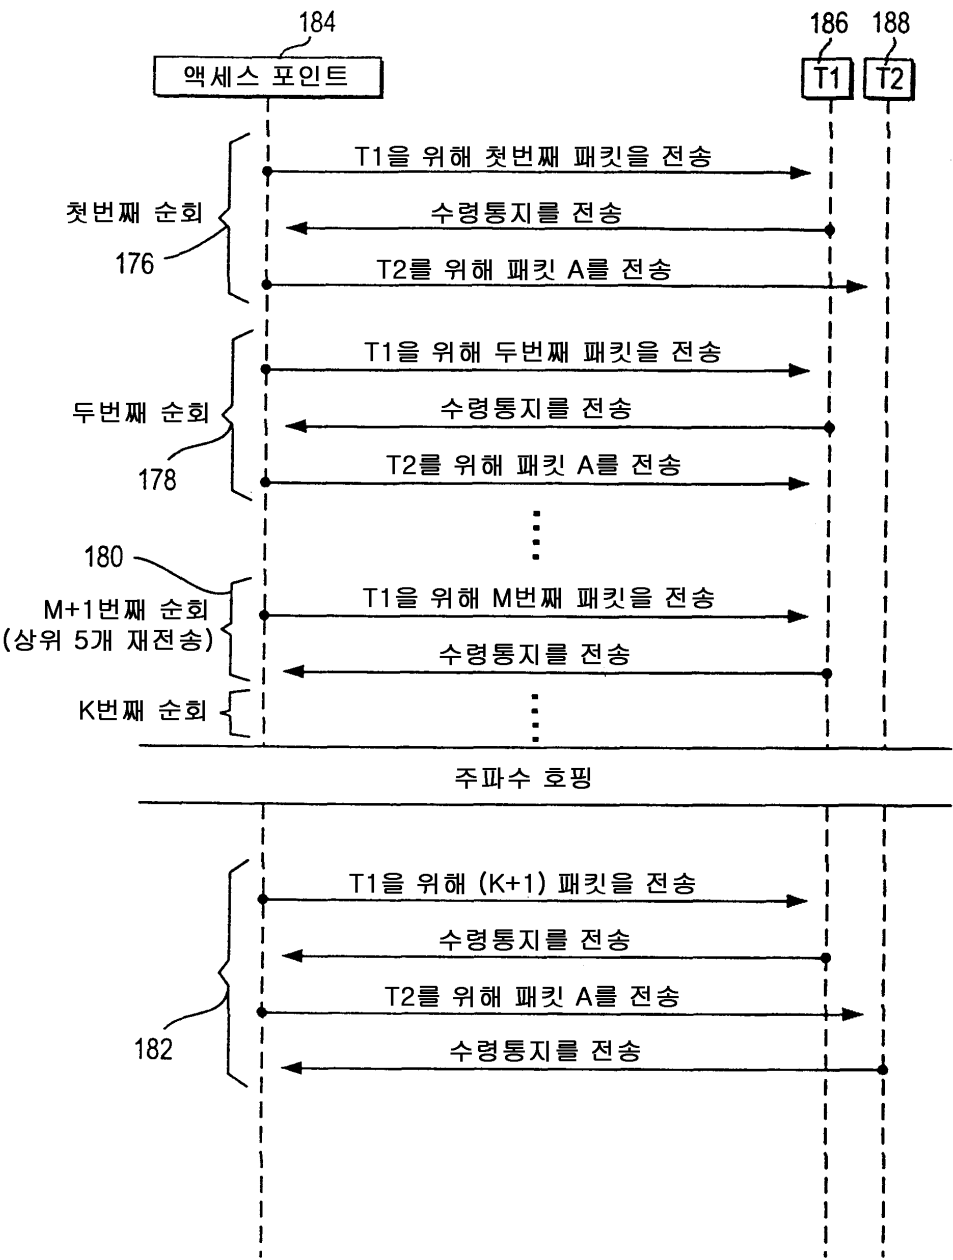 184
186
188
액세스 포인트
T1
T2
T1을 위해 첫번째 패킷을 전송
첫번째 순회
수령통지를 전송
176
T2를 위해 패킷 A를 전송
T1을 위해 두번째 패킷을 전송
두번째 순회
수령통지를 전송
178
T2를 위해 패킷 A를 전송
180
M+1번째 순회
(상위 5개 재전송)
T1을 위해 M번째 패킷을 전송
수령통지를 전송
K번째 순회
주파수 호핑
T1을 위해 (K+1) 패킷을 전송
수령통지를 전송
T2를 위해 패킷 A를 전송
182
수령통지를 전송